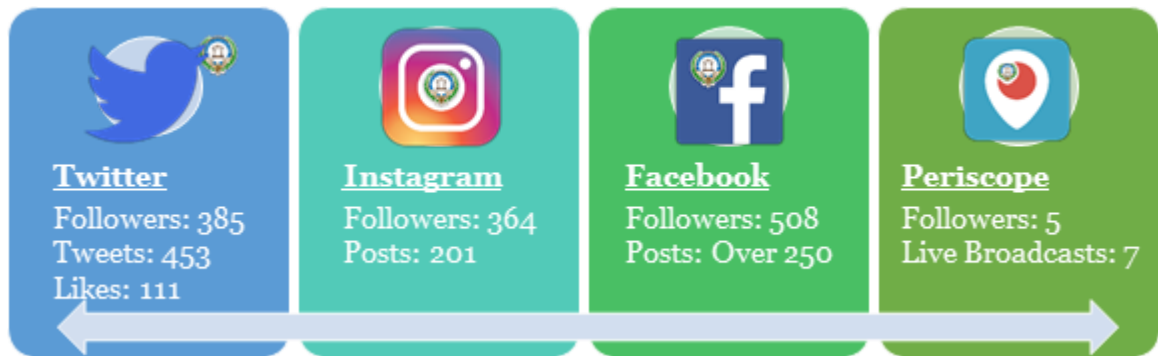 Twitter
Followers: 385
Tweets: 453
Likes: 111
Instagram
Followers: 364
Posts: 201
Facebook
Followers: 508
Posts: Over 250
Periscope
Followers: 5
Live Broadcasts: 7